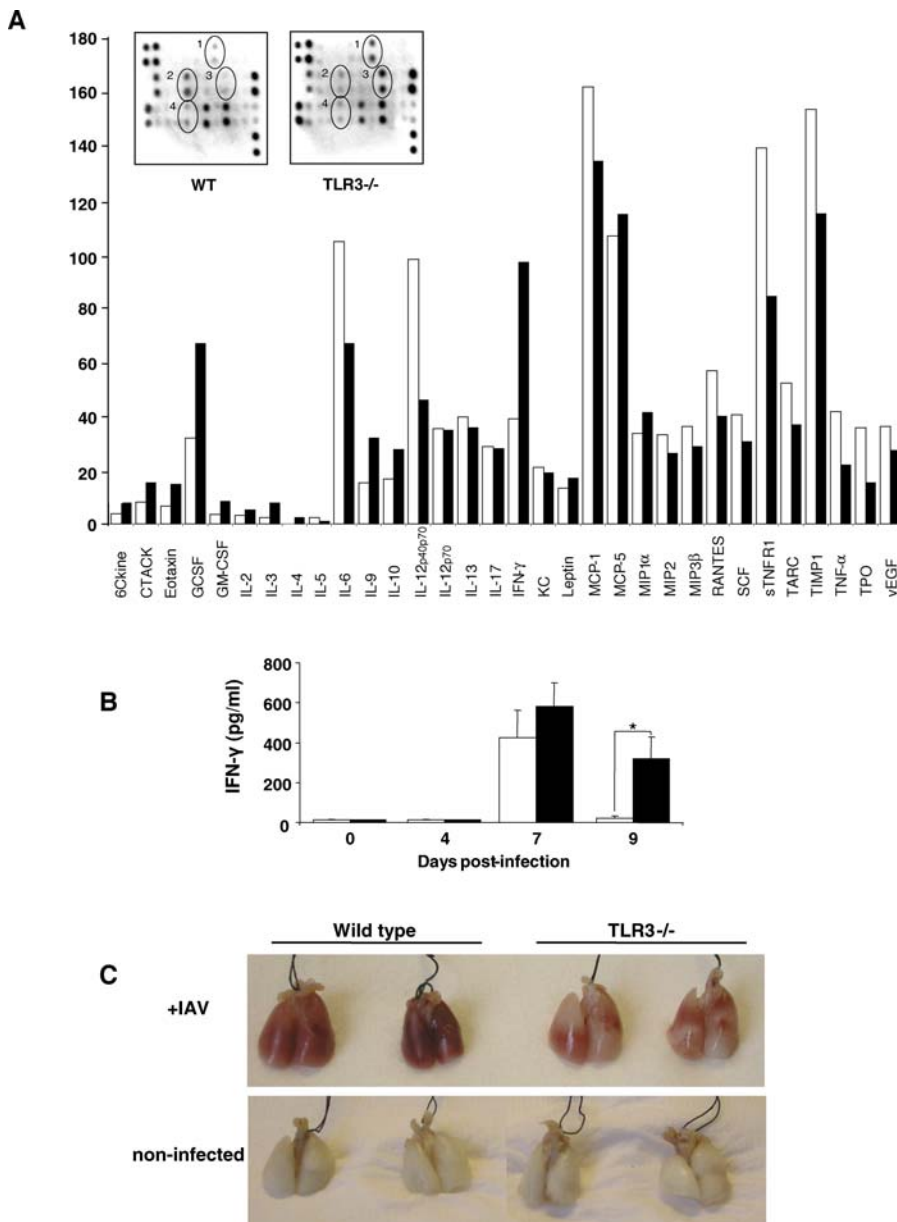 A
180
160
140
120
100
80
60
40
20
0
1
2
3
4
WT
1
2
3
4
TLR3-/-
6Ckine
CTACK
Eotaxin
GCSF
GM-CSF
IL-2
IL-3
IL-4
IL-5
IL-6
IL-9
IL-10
IL-12p40p70
IL-12p70
IL-13
IL-17
IFN-γ
KC
Leptin
MCP-1
MCP-5
MIP1α
MIP2
MIP3β
RANTES
SCF
sTNFR1
TARC
TIMP1
TNF-α
TPO
vEGF
B
IFN-γ (pg/ml)
800
600
400
200
0
*
0 4 7 9
Days post-infection
C
Wild type TLR3-/-
+IAV
non-infected